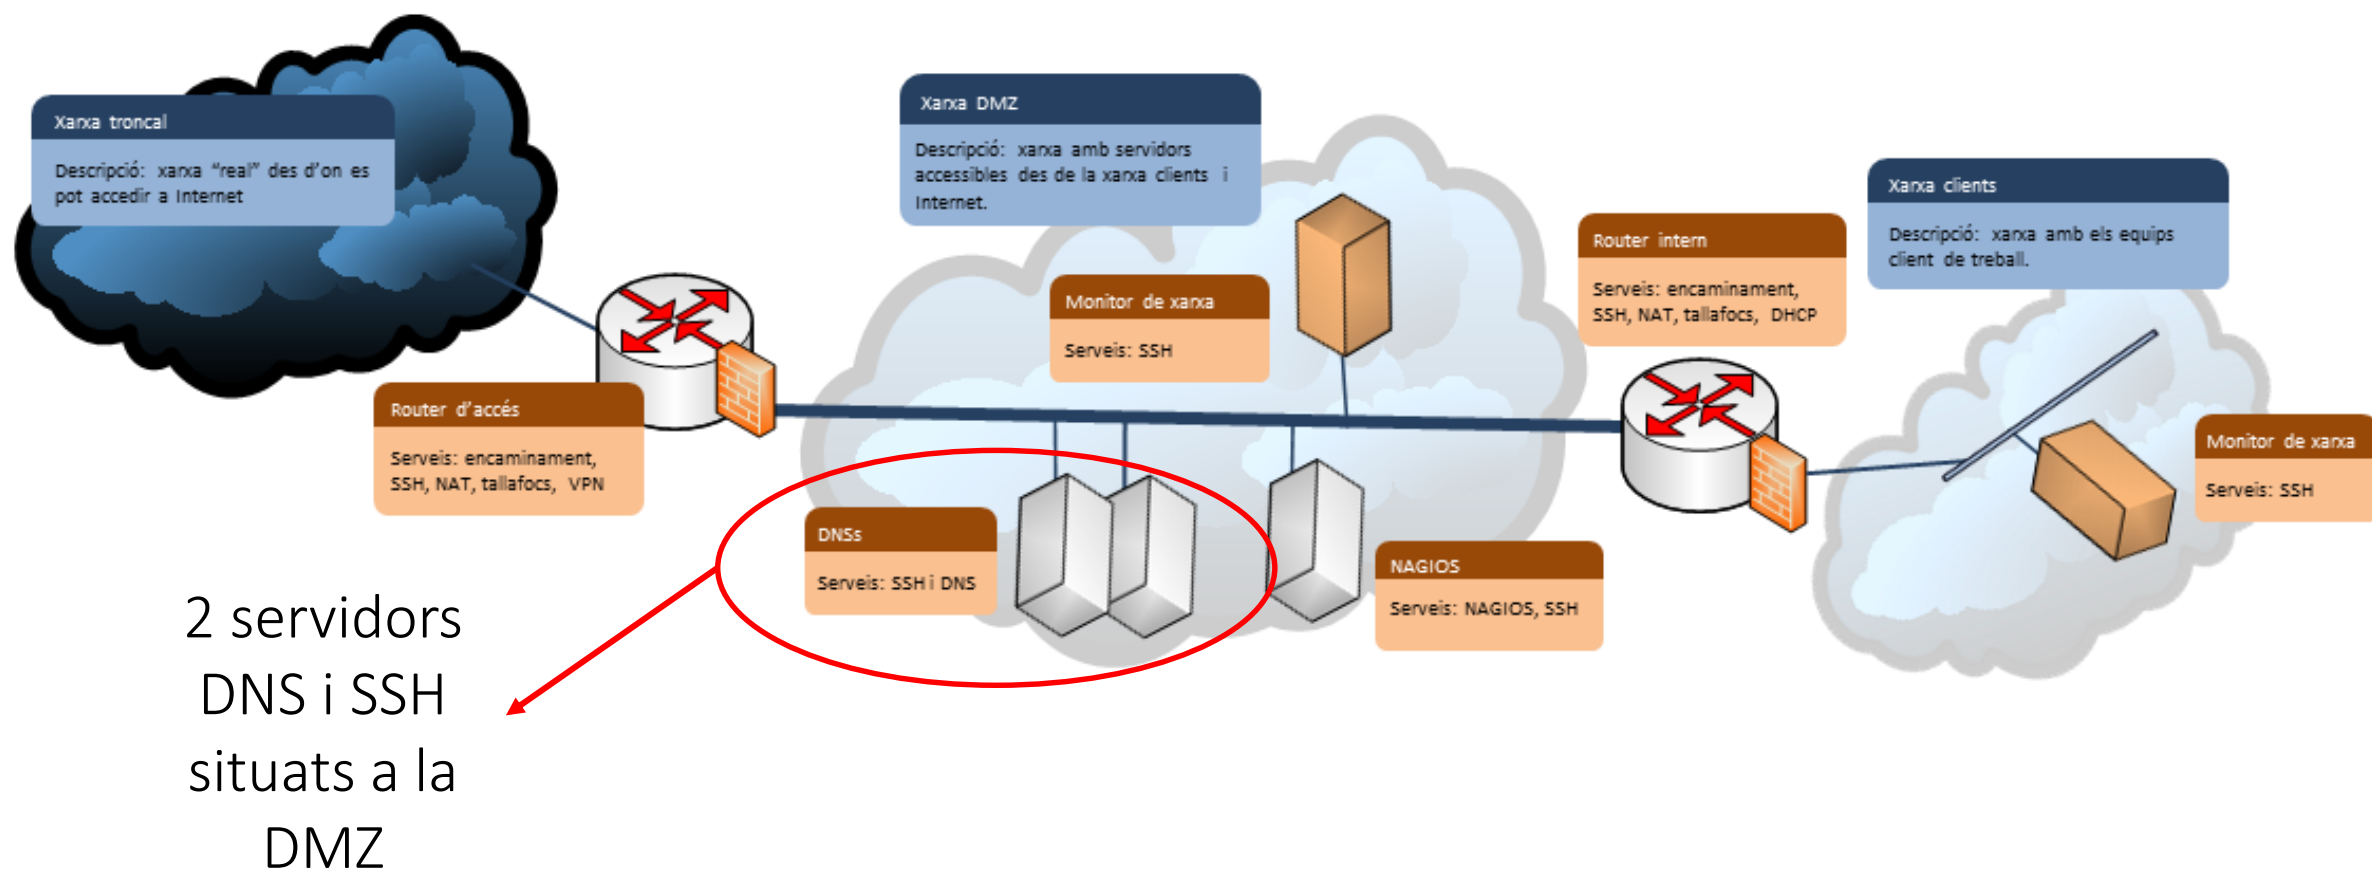 Xarxa troncal
Descripció: xarxa “real” des d’on es
pot accedir a Internet
Xarxa DMZ
Descripció: xarxa amb servidors
accessibles des de la xarxa clients i
Internet.
Xarxa clients
Descripció: xarxa amb els equips
client de treball.
Router intern
Serveis: encaminament,
SSH, NAT, tallafocs, DHCP
Monitor de xarxa
Serveis: SSH
Router d’accés
Serveis: encaminament,
SSH, NAT, tallafocs, VPN
Monitor de xarxa
Serveis: SSH
DNSs
Serveis: SSH i DNS
NAGIOS
Serveis: NAGIOS, SSH
2 servidors
DNS i SSH
situats a la
DMZ